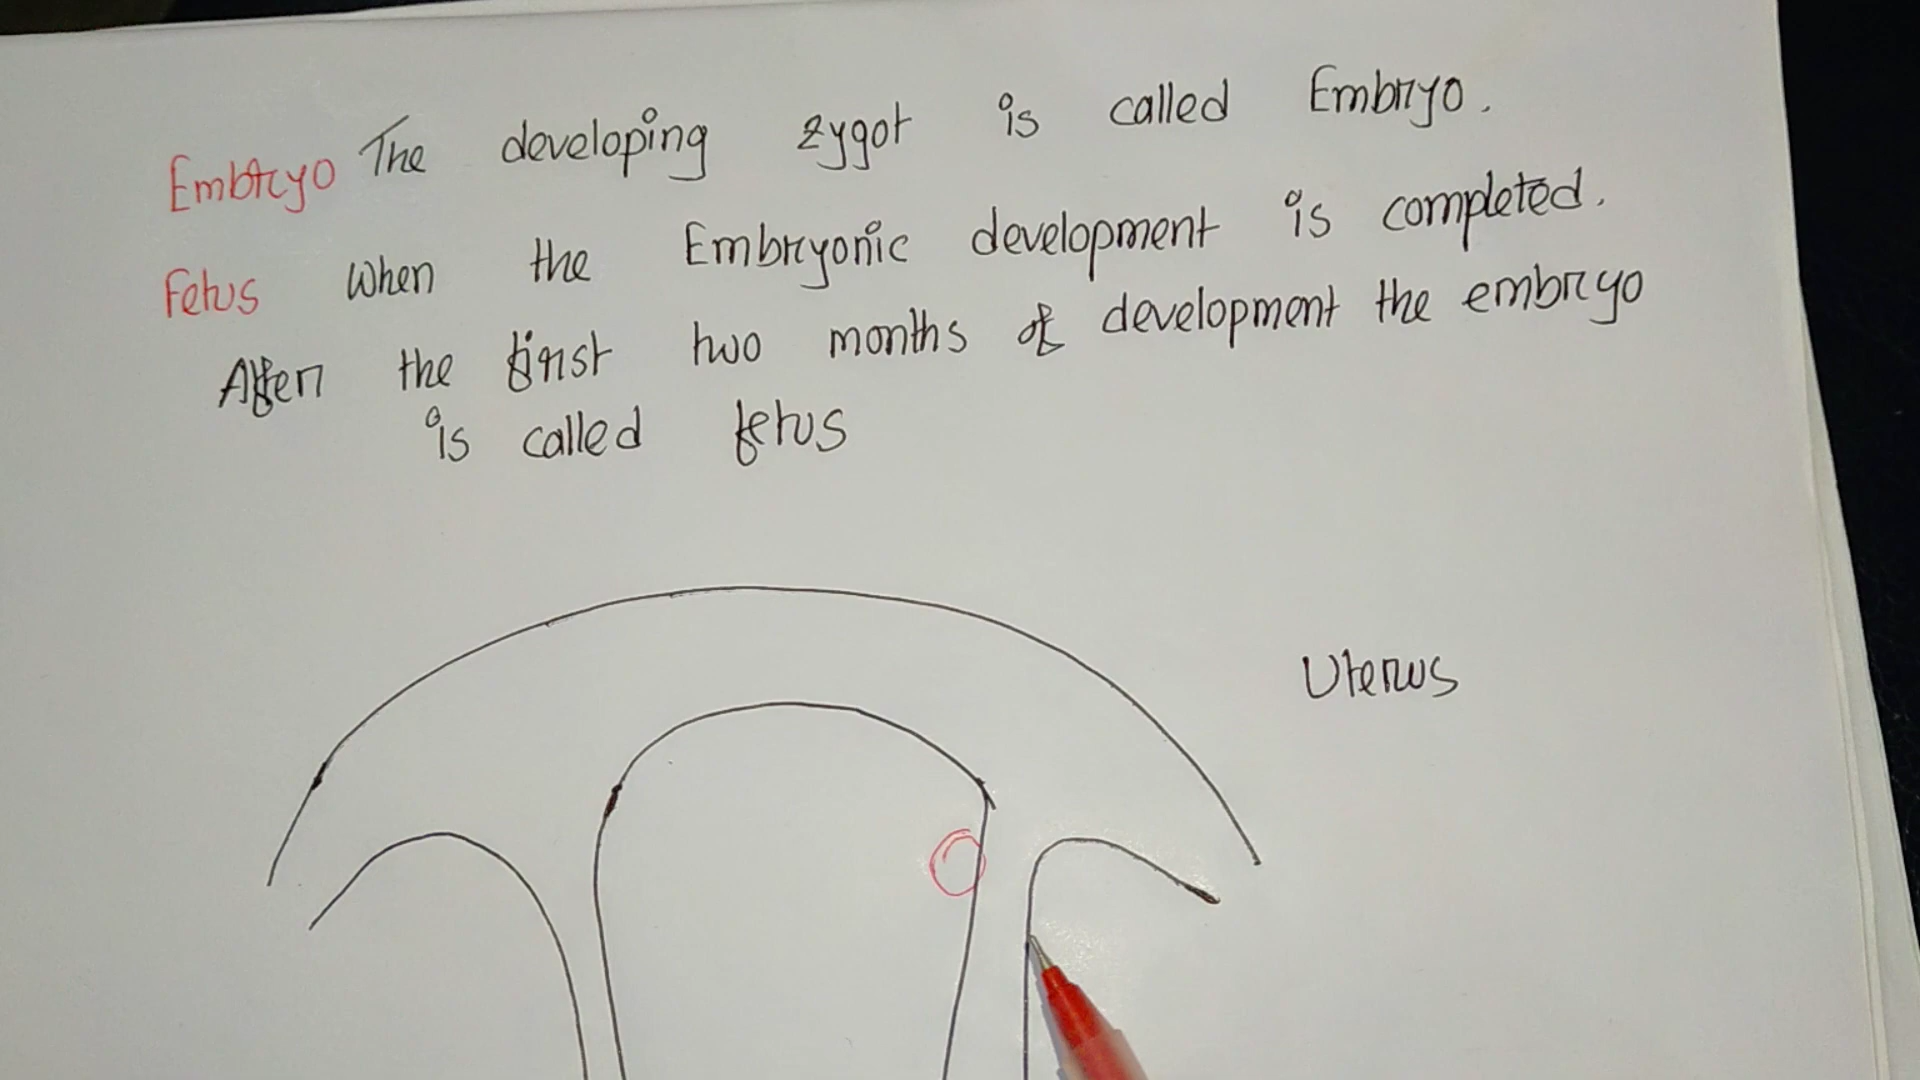 Embryo The developing zygot is called Embryo.
Fetus When the Embryonic development is completed.
After the first two months of development the embryo
is called fetus
Uterus